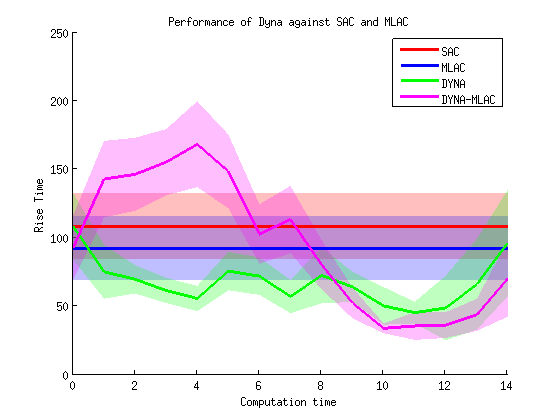 Performance of Dyna against SAC and MLAC
250
200
150
100
50
0
Rise Time
SAC
MLAC
DYNA
DYNA-MLAC
0 2 4 6 8 10 12 14
Computation time